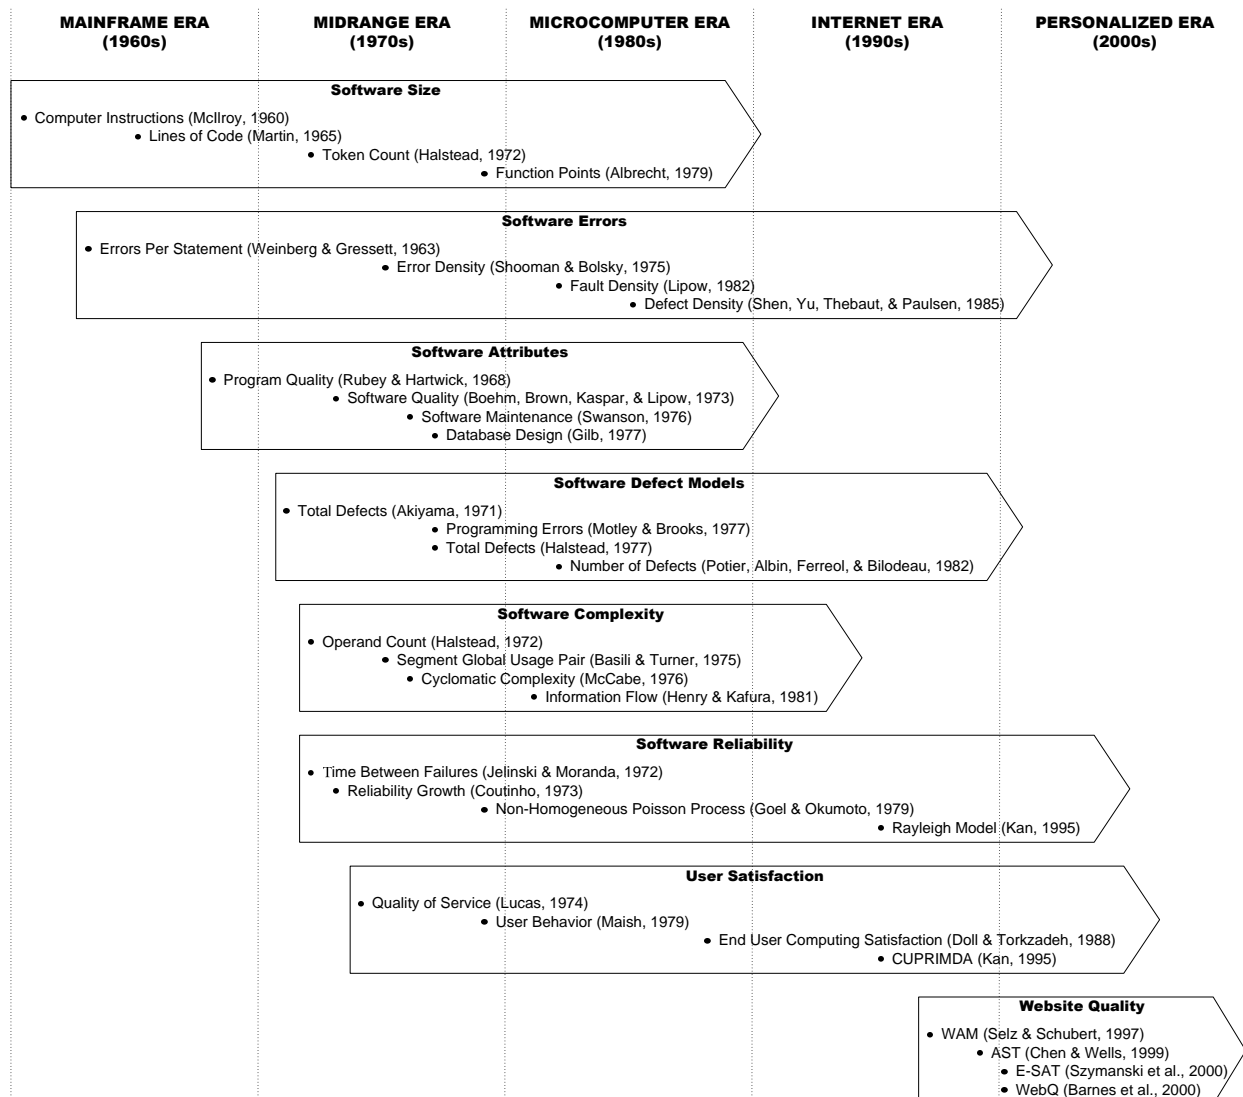 MAINFRAME ERA
(1960s)
MIDRANGE ERA
(1970s)
MICROCOMPUTER ERA
(1980s)
INTERNET ERA
(1990s)
PERSONALIZED ERA
(2000s)
Software Size
• Computer Instructions (McIlroy, 1960)
• Lines of Code (Martin, 1965)
• Token Count (Halstead, 1972)
• Function Points (Albrecht, 1979)
Software Errors
• Errors Per Statement (Weinberg & Gressett, 1963)
• Error Density (Shooman & Bolsky, 1975)
• Fault Density (Lipow, 1982)
• Defect Density (Shen, Yu, Thebaut, & Paulsen, 1985)
Software Attributes
• Program Quality (Rubey & Hartwick, 1968)
• Software Quality (Boehm, Brown, Kaspar, & Lipow, 1973)
• Software Maintenance (Swanson, 1976)
• Database Design (Gilb, 1977)
Software Defect Models
• Total Defects (Akiyama, 1971)
• Programming Errors (Motley & Brooks, 1977)
• Total Defects (Halstead, 1977)
• Number of Defects (Potier, Albin, Ferreol, & Bilodeau, 1982)
Software Complexity
• Operand Count (Halstead, 1972)
• Segment Global Usage Pair (Basili & Turner, 1975)
• Cyclomatic Complexity (McCabe, 1976)
• Information Flow (Henry & Kafura, 1981)
Software Reliability
• Time Between Failures (Jelinski & Moranda, 1972)
• Reliability Growth (Coutinho, 1973)
• Non-Homogeneous Poisson Process (Goel & Okumoto, 1979)
• Rayleigh Model (Kan, 1995)
User Satisfaction
• Quality of Service (Lucas, 1974)
• User Behavior (Maish, 1979)
• End User Computing Satisfaction (Doll & Torkzadeh, 1988)
• CUPRIMDA (Kan, 1995)
Website Quality
• WAM (Selz & Schubert, 1997)
• AST (Chen & Wells, 1999)
• E-SAT (Szymanski et al., 2000)
• WebQ (Barnes et al., 2000)